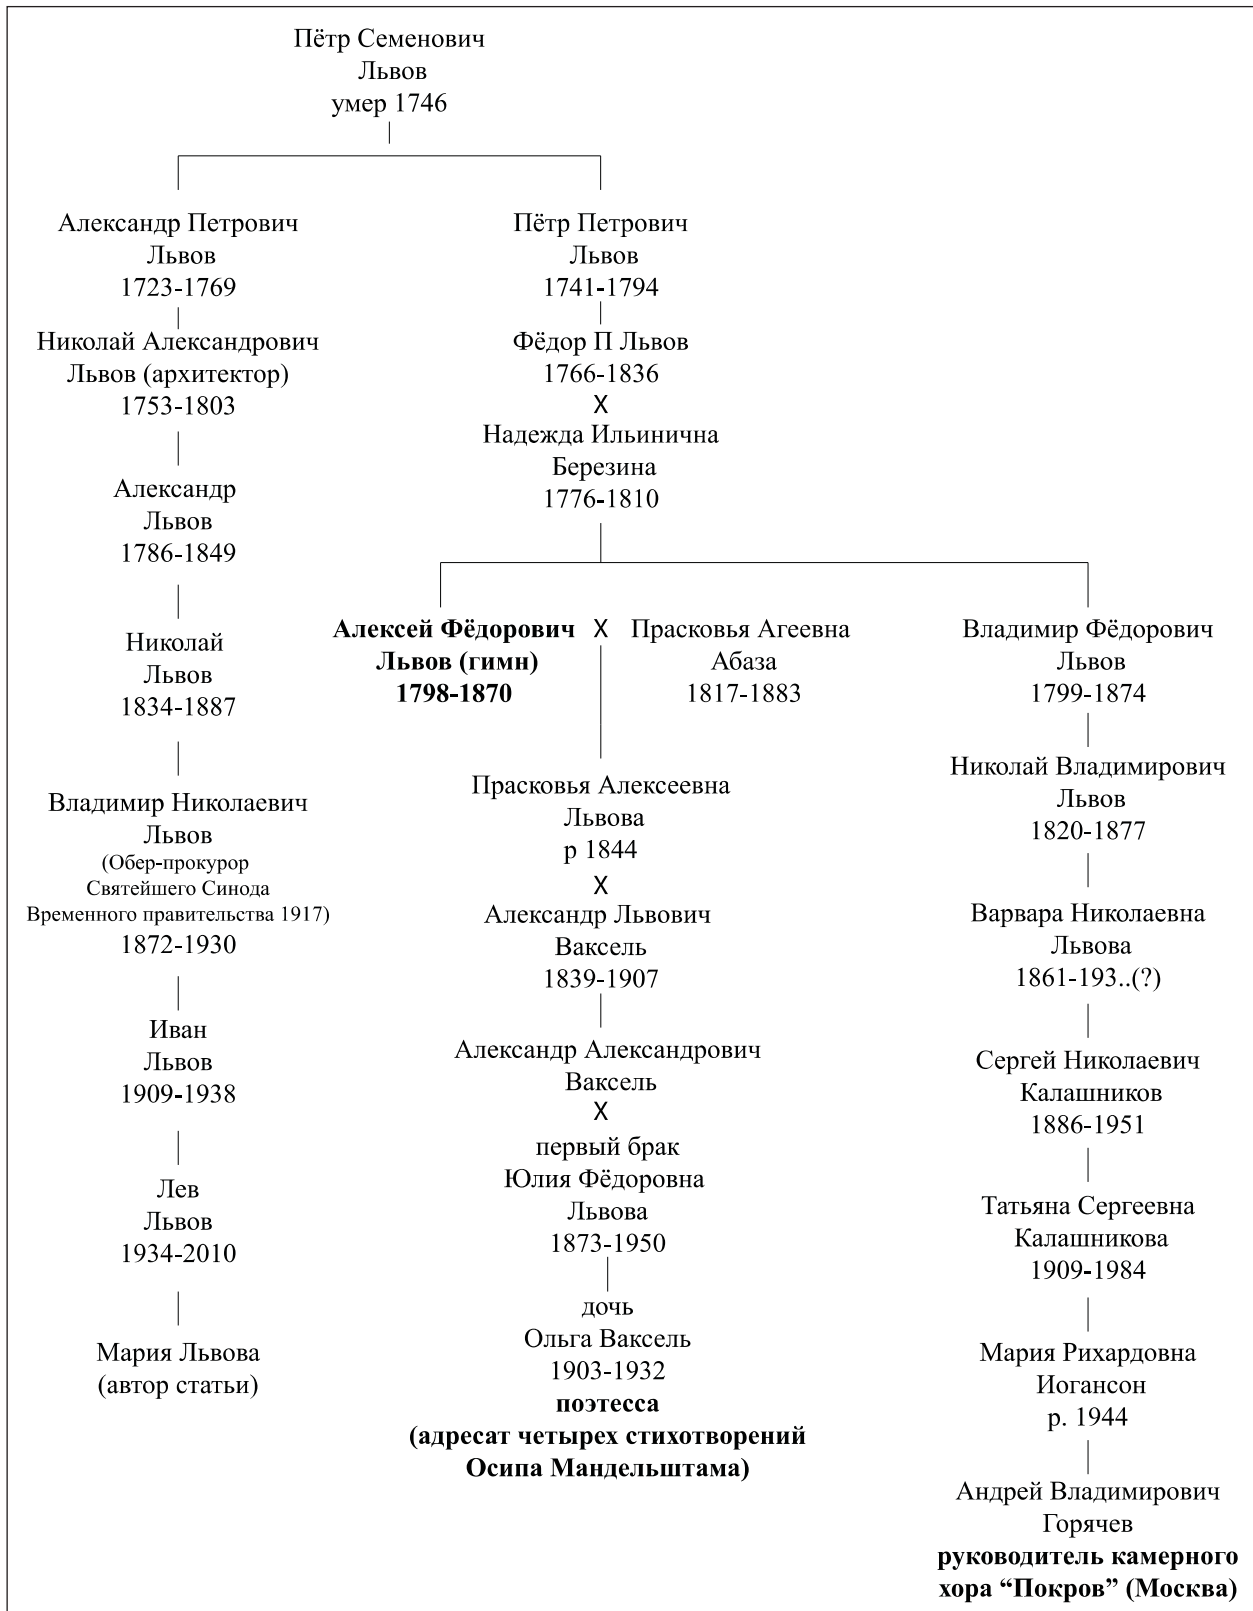 Пётр Семенович
Львов
умер 1746
Александр Петрович
Львов
1723-1769
Николай Александрович
Львов (архитектор)
1753-1803
Александр
Львов
1786-1849
Николай
Львов
1834-1887
Владимир Николаевич
Львов
(Обер-прокурор
Святейшего Синода
Временного правительства 1917)
1872-1930
Иван
Львов
1909-1938
Лев
Львов
1934-2010
Мария Львова
(автор статьи)
Пётр Петрович
Львов
1741-1794
Фёдор П Львов
1766-1836
X
Надежда Ильинична
Березина
1776-1810
Алексей Фёдорович
Львов (гимн)
1798-1870
X
Прасковья Агеевна
Абаза
1817-1883
Прасковья Алексеевна
Львова
р 1844
X
Александр Львович
Ваксель
1839-1907
Александр Александрович
Ваксель
X
первый брак
Юлия Фёдоровна
Львова
1873-1950
дочь
Ольга Ваксель
1903-1932
поэтесса
(адресат четырех стихотворений
Осипа Мандельштама)
Владимир Фёдорович
Львов
1799-1874
Николай Владимирович
Львов
1820-1877
Варвара Николаевна
Львова
1861-193..(?)
Сергей Николаевич
Калашников
1886-1951
Татьяна Сергеевна
Калашникова
1909-1984
Мария Рихардовна
Иогансон
р. 1944
Андрей Владимирович
Горячев
руководитель камерного
хора “Покров” (Москва)